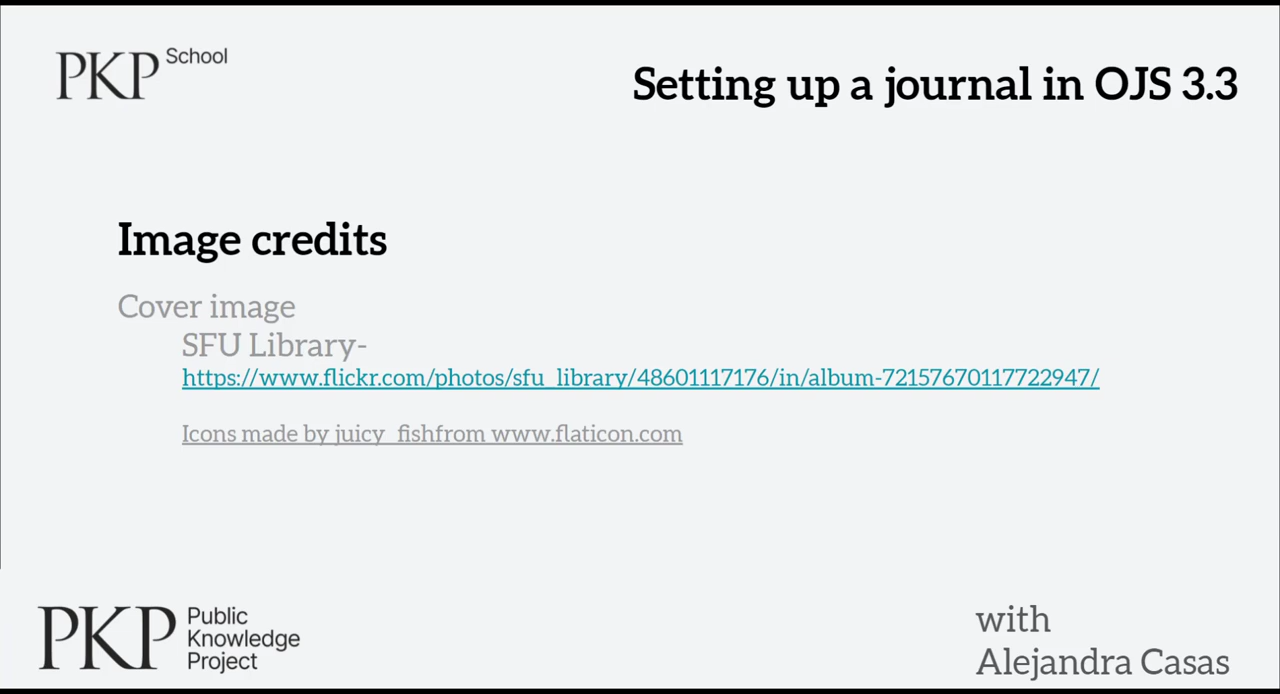 PKP School
Setting up a journal in OJS 3.3
Image credits
Cover image
SFU Library-
https://www.flickr.com/photos/sfu_library/48601117176/in/album-72157670117722947/
Icons made by juicy_fishfrom www.flaticon.com
PKP Public
Knowledge
Project
with
Alejandra Casas